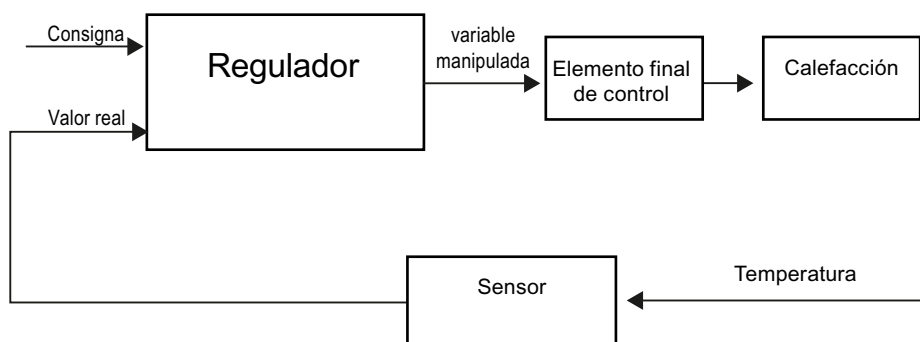 Consigna
Regulador
variable
manipulada
Elemento final
de control
Calefacción
Valor real
Sensor
Temperatura